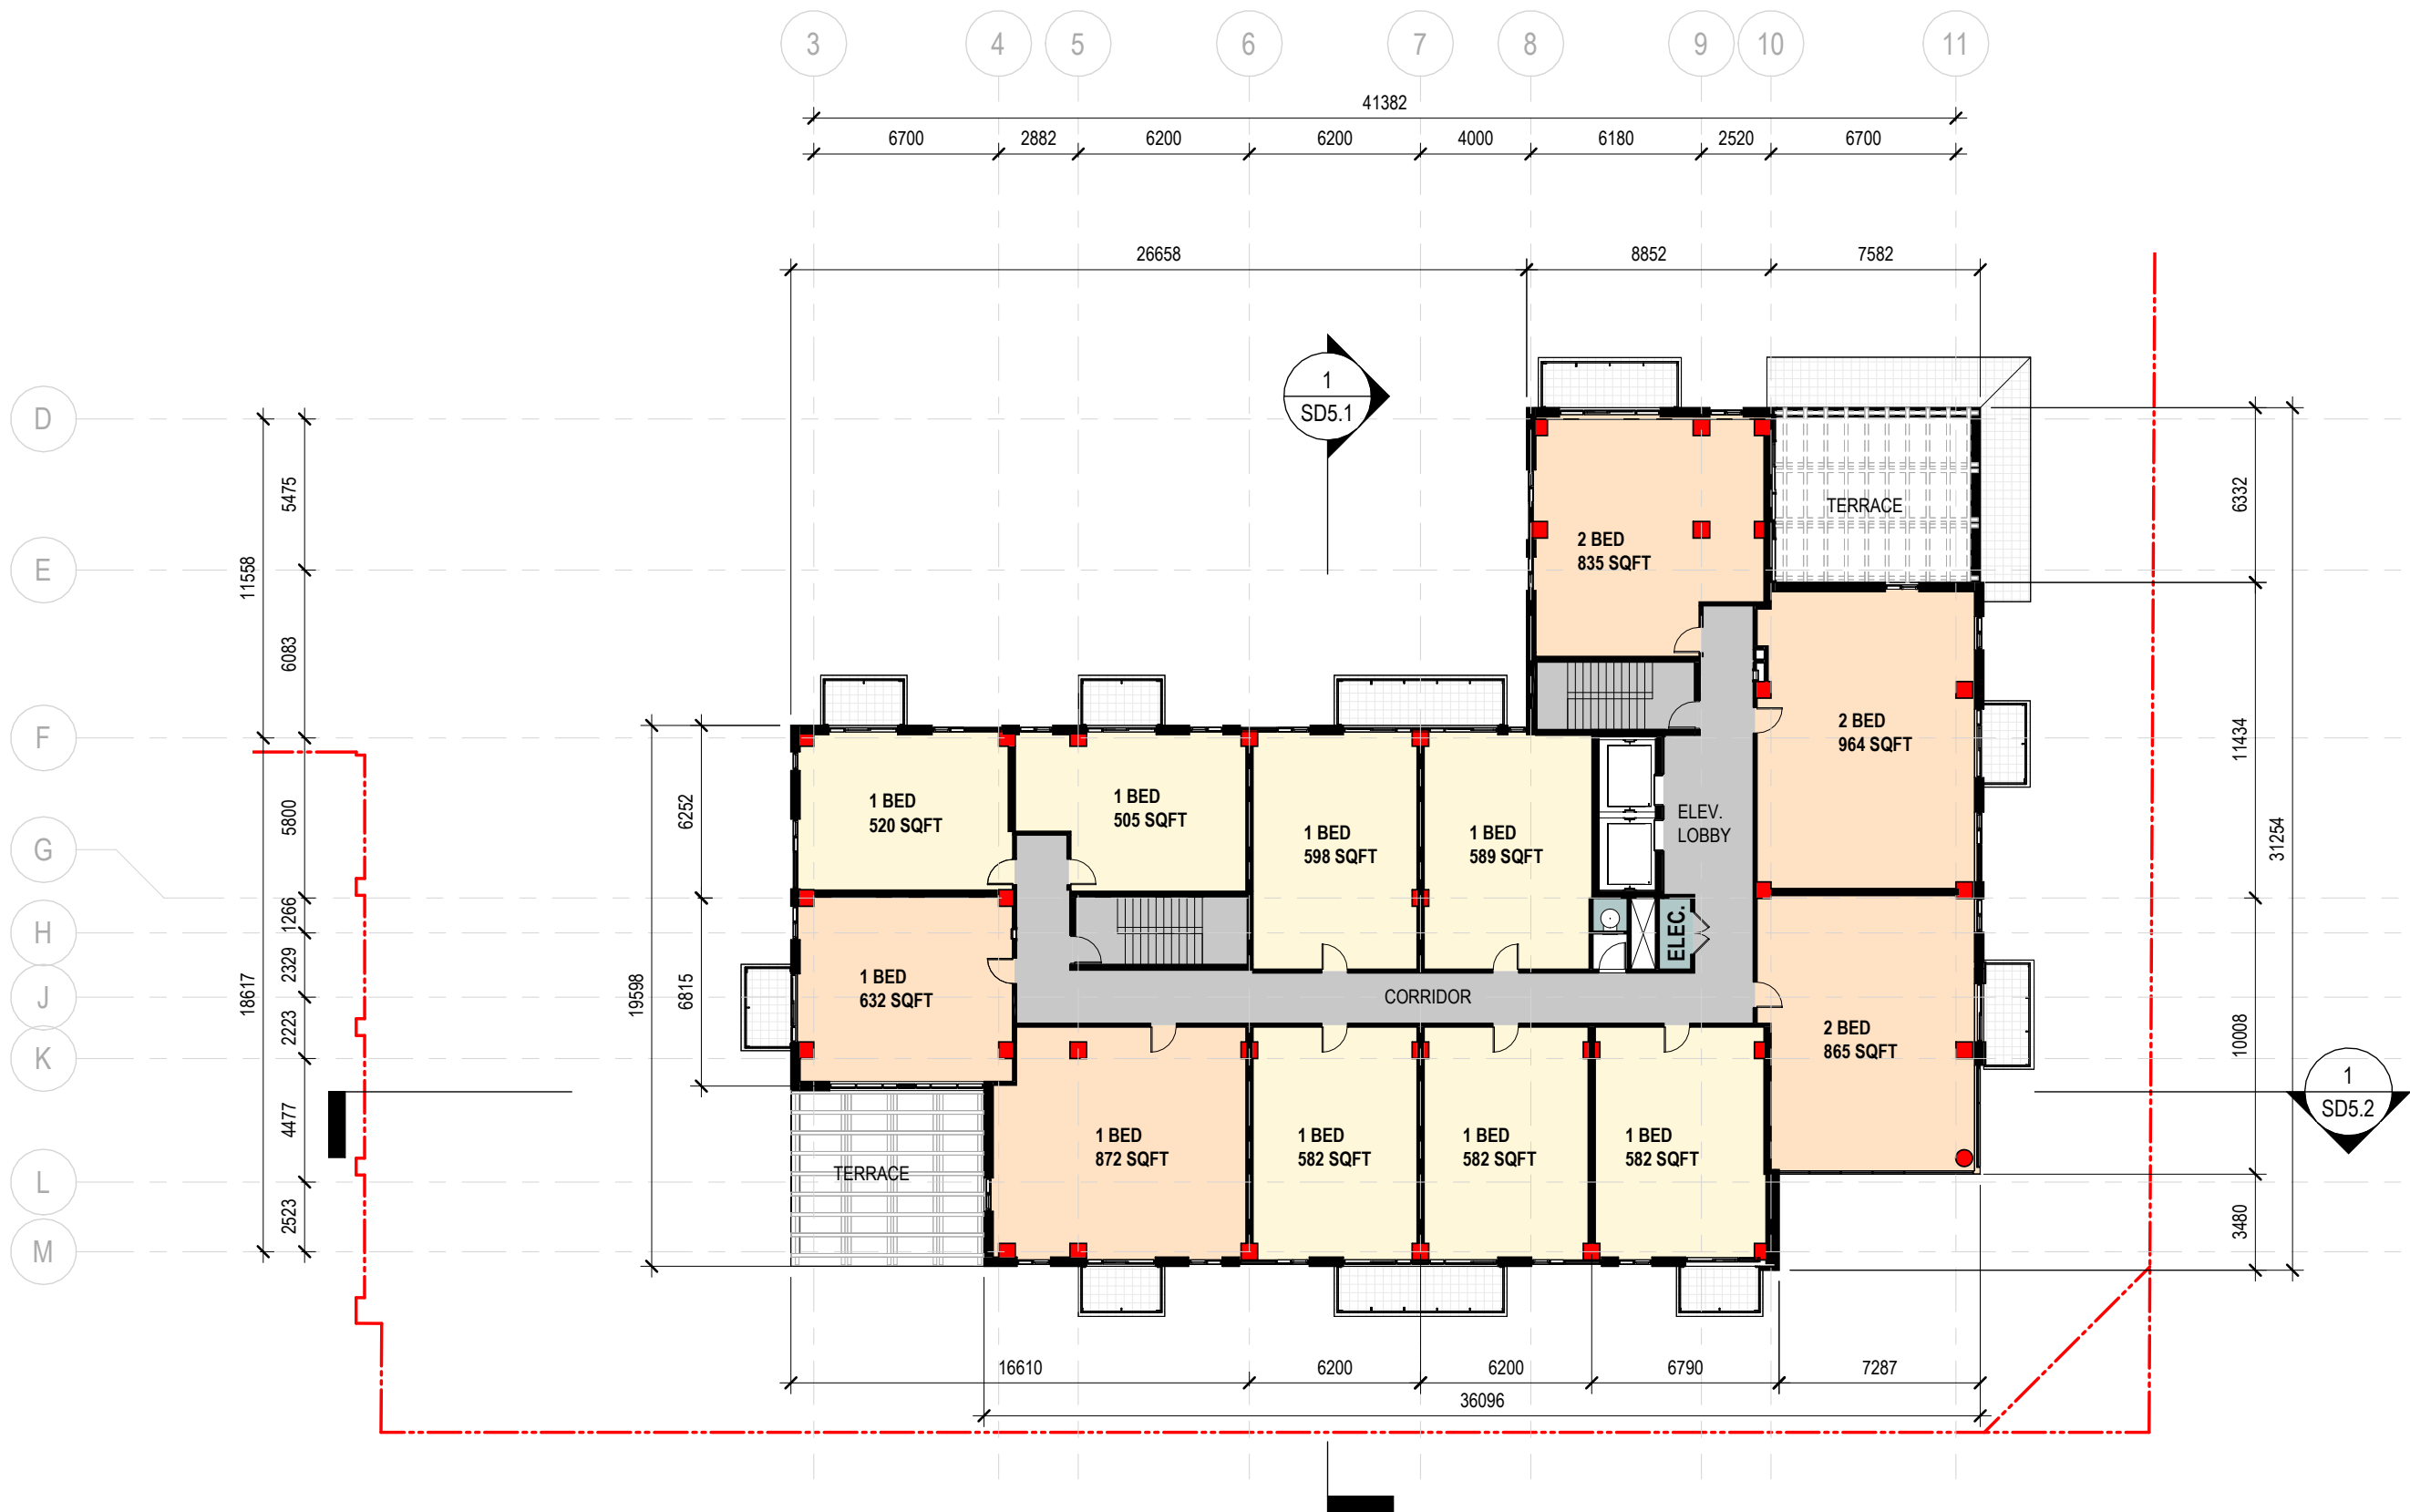 3 4 5 6 7 8 9 10 11
41382
6700 2882 6200 6200 4000 6180 2520 6700
26658 8852 7582
1
SD5.1
D
E
F
G
H
J
K
L
M
11558
18617
5475
6083
5800
1266
2329
2223
4477
2523
19598
6252
6815
6332
11434
10008
3480
31254
TERRACE
2 BED
835 SQFT
2 BED
964 SQFT
1 BED
520 SQFT
1 BED
505 SQFT
1 BED
598 SQFT
1 BED
589 SQFT
ELEV.
LOBBY
ELEC.
1 BED
632 SQFT
CORRIDOR
2 BED
865 SQFT
1 BED
872 SQFT
1 BED
582 SQFT
1 BED
582 SQFT
1 BED
582 SQFT
TERRACE
1
SD5.2
16610 6200 6200 6790 7287
36096